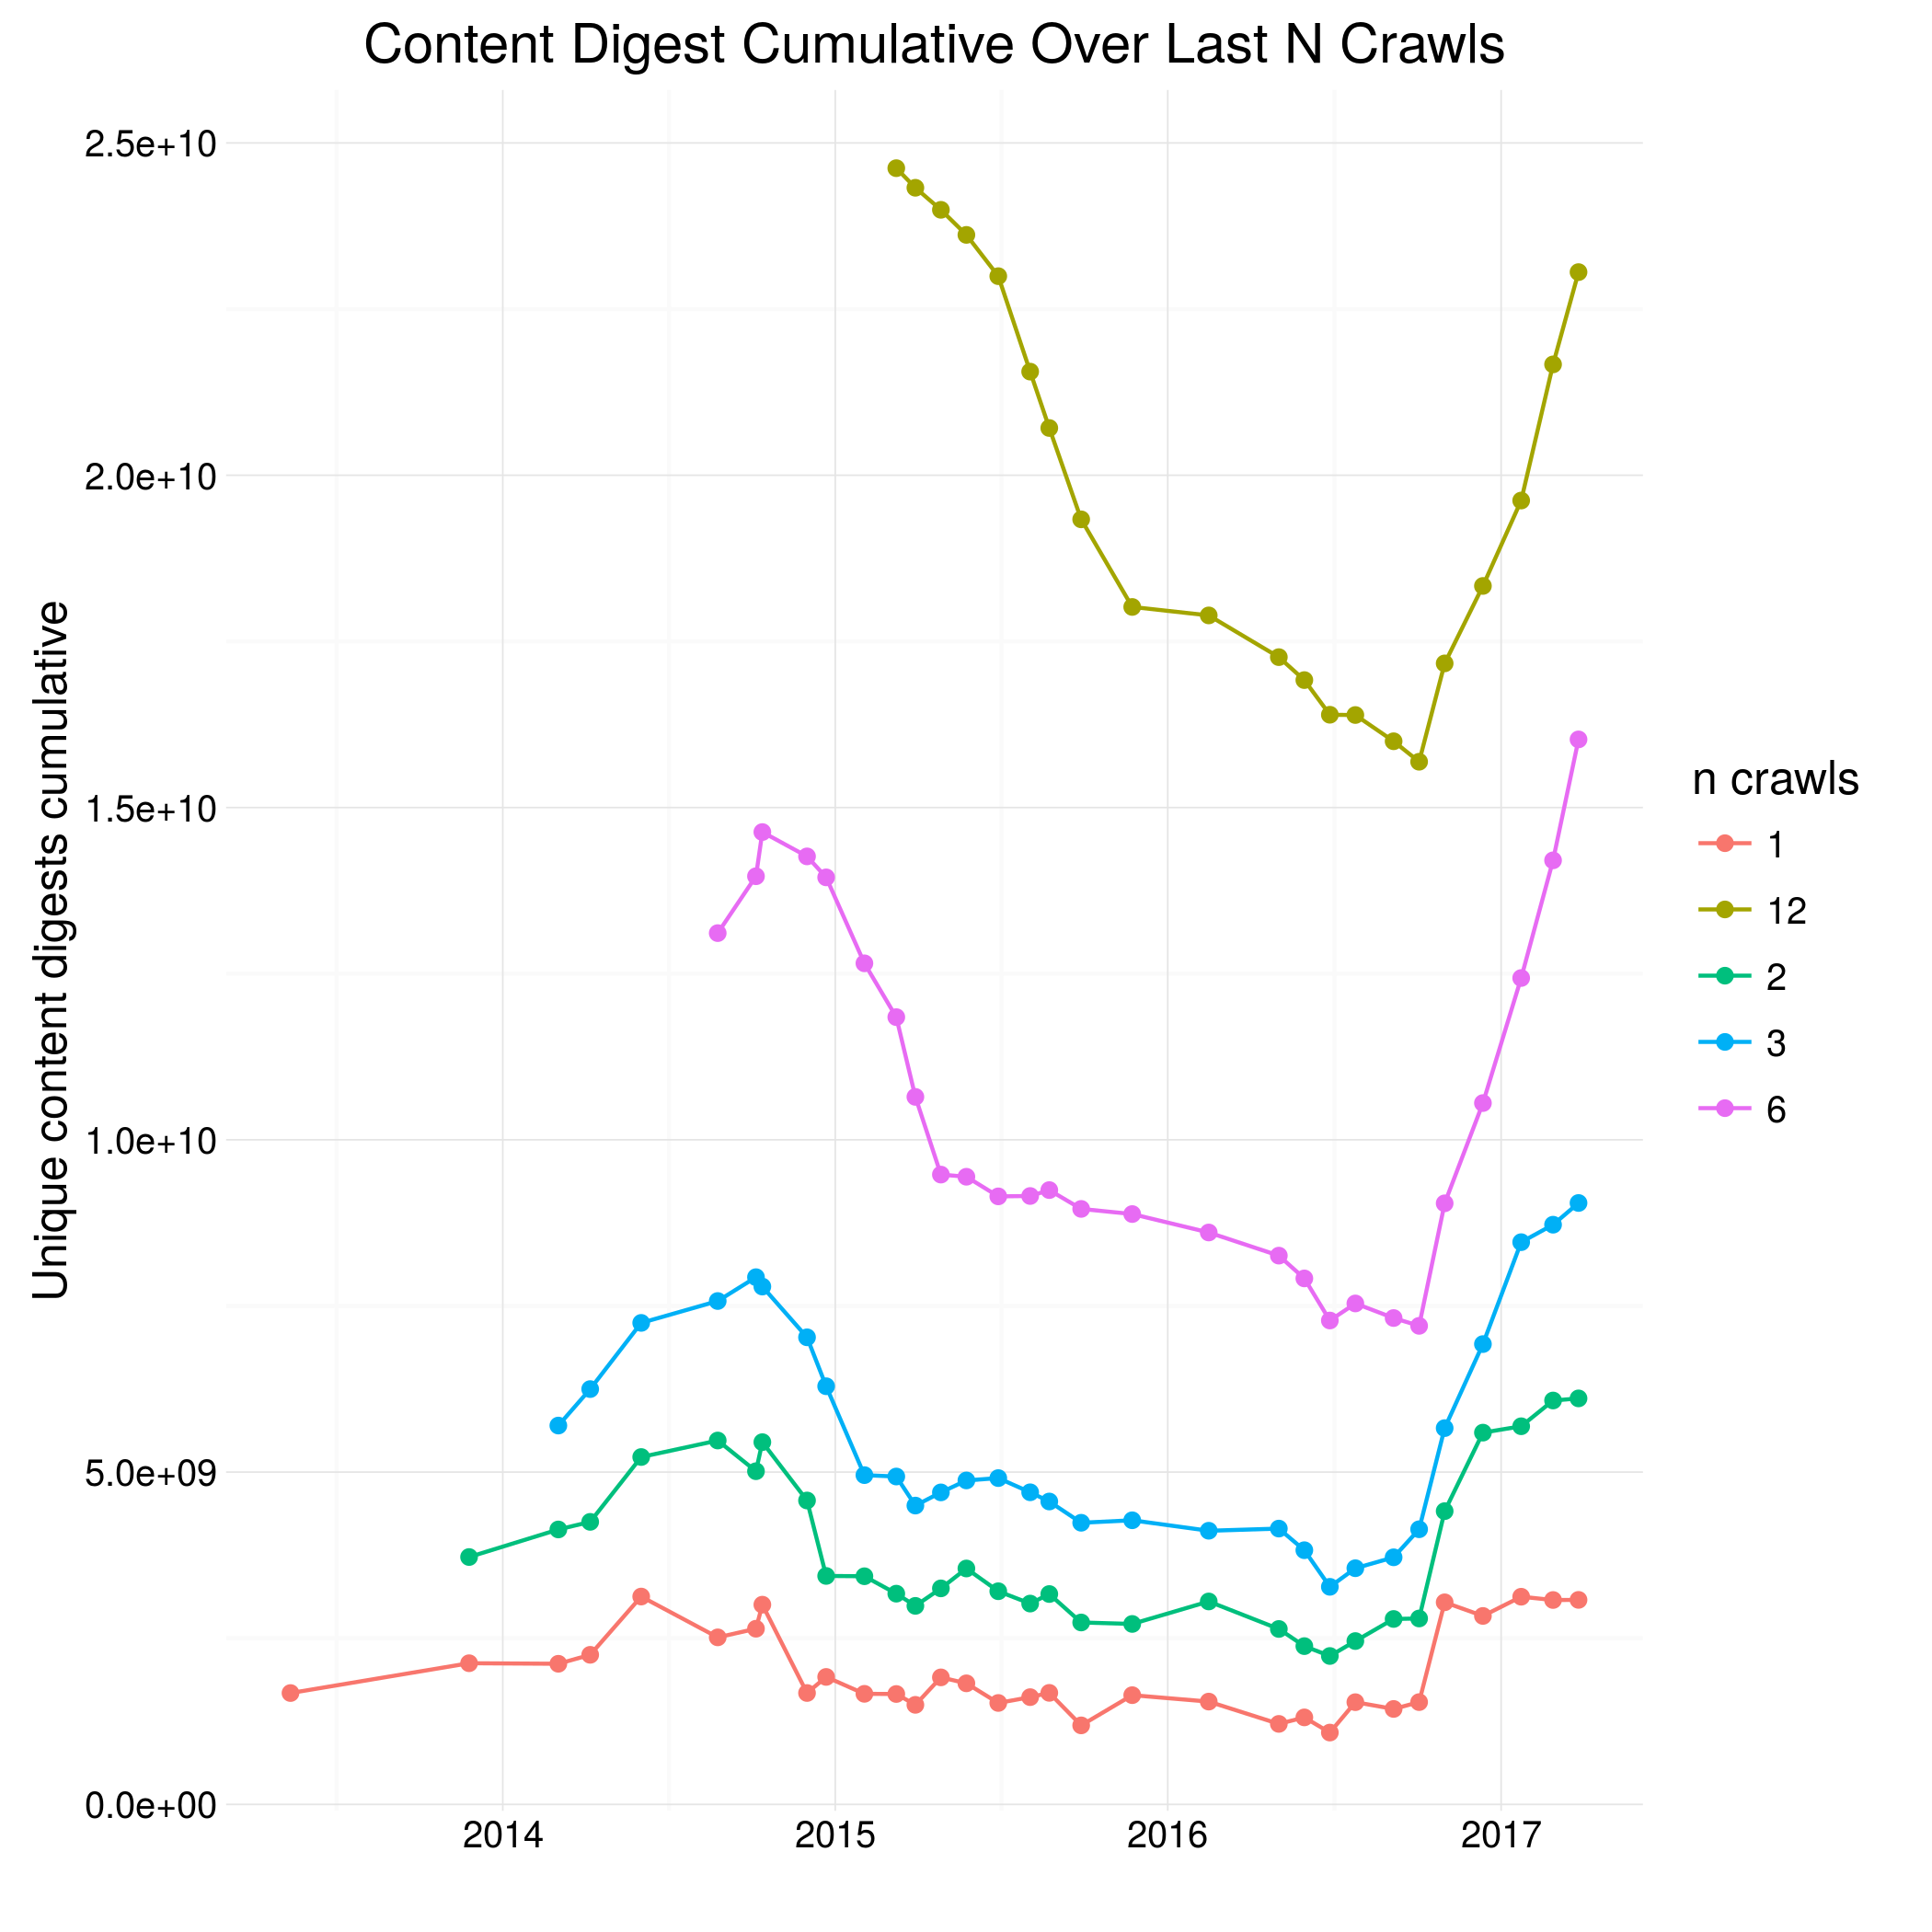 Content Digest Cumulative Over Last N Crawls
Unique content digests cumulative
2.5e+10
2.0e+10
1.5e+10
1.0e+10
5.0e+09
0.0e+00
2014
2015
2016
2017
n crawls
1
12
2
3
6